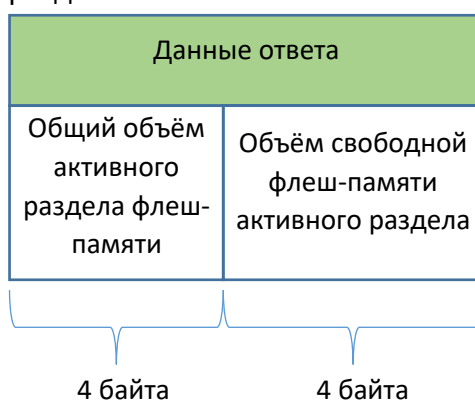 Данные ответа
Общий объём
активного
раздела флеш-
памяти
Объём свободной
флеш-памяти
активного раздела
4 байта
4 байта